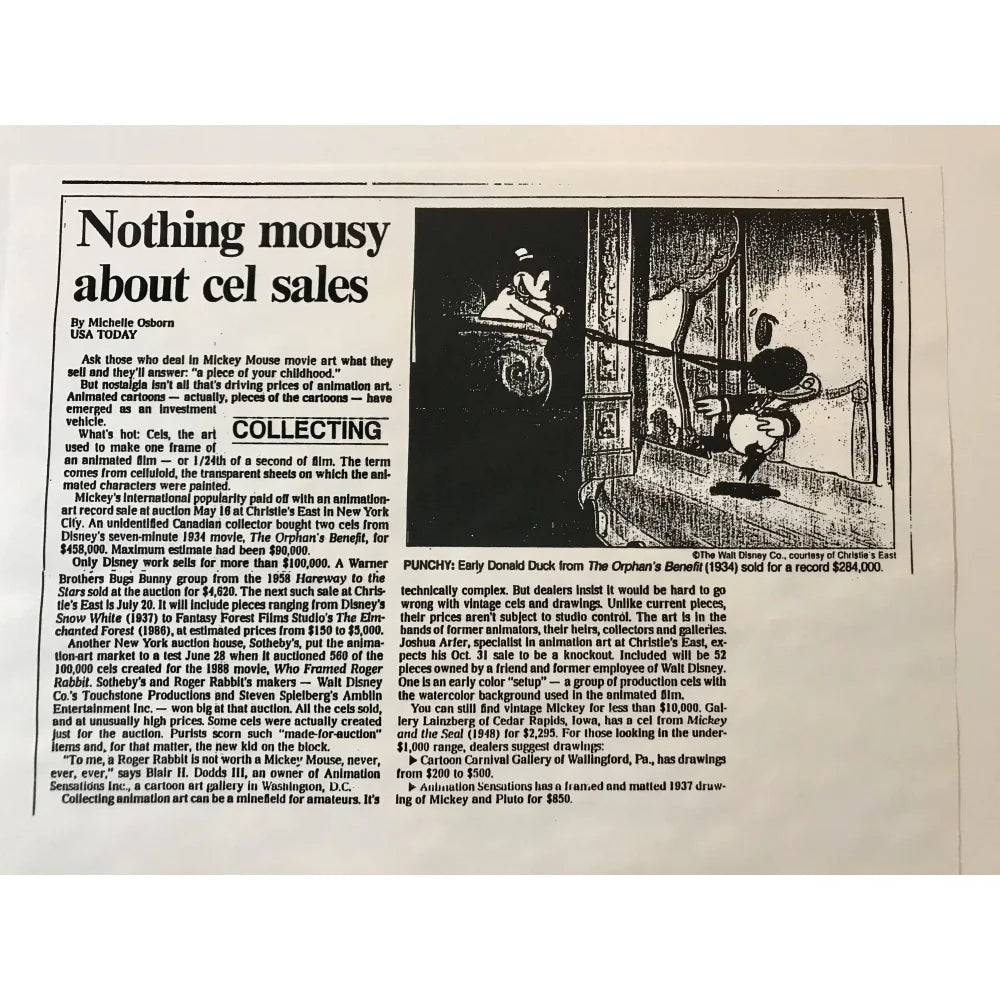 Nothing mousy
about cel sales
By Michelle Osborn
USA TODAY
Ask those who deal in Mickey Mouse movie art what they
sell and they'll answer: "a piece of your childhood."
But nostalgia isn't all that's driving prices of animation art.
Animated cartoons — actually, pieces of the cartoons — have
emerged as an investment
vehicle.
COLLECTING
What's hot: Cels, the art
used to make one frame of
an animated film — or 1/24th of a second of film. The term
comes from celluloid, the transparent sheets on which the ani-
mated characters were painted.
Mickey's international popularity paid off with an animation-
art record sale at auction May 16 at Christie's East in New York
City. An unidentified Canadian collector bought two cels from
Disney's seven-minute 1934 movie, The Orphan's Benefit, for
$458,000. Maximum estimate had been $90,000.
Only Disney work sells for more than $100,000. A Warner
Brothers Bugs Bunny group from the 1958 Hareway to the
Stars sold at the auction for $4,620. The next such sale at Chris-
tie's East is July 20. It will include pieces ranging from Disney's
Snow White (1937) to Fantasy Forest Films Studio's The Elm-
chanted Forest (1986), at estimated prices from $150 to $5,000.
Another New York auction house, Sotheby's, put the anima-
tion-art market to a test June 28 when it auctioned 560 of the
100,000 cels created for the 1988 movie, Who Framed Roger
Rabbit. Sotheby's and Roger Rabbit's makers — Walt Disney
Co.'s Touchstone Productions and Steven Spielberg's Amblin
Entertainment Inc. — won big at that auction. All the cels sold,
and at unusually high prices. Some cels were actually created
just for the auction. Purists scorn such "made-for-auction"
items and, for that matter, the new kid on the block.
"To me, a Roger Rabbit is not worth a Mickey Mouse, never,
ever, ever," says Blair H. Dodds III, an owner of Animation
Sensations Inc., a cartoon art gallery in Washington, D.C.
Collecting animation art can be a minefield for amateurs. It's
©The Walt Disney Co., courtesy of Christie's East
PUNCHY: Early Donald Duck from The Orphan's Benefit (1934) sold for a record $284,000.
technically complex. But dealers insist it would be hard to go
wrong with vintage cels and drawings. Unlike current pieces,
their prices aren't subject to studio control. The art is in the
hands of former animators, their heirs, collectors and galleries.
Joshua Arfer, specialist in animation art at Christie's East, ex-
pects his Oct. 31 sale to be a knockout. Included will be 52
pieces owned by a friend and former employee of Walt Disney.
One is an early color "setup" — a group of production cels with
the watercolor background used in the animated film.
You can still find vintage Mickey for less than $10,000. Gal-
lery Lainzberg of Cedar Rapids, Iowa, has a cel from Mickey
and the Seal (1948) for $2,295. For those looking in the under-
$1,000 range, dealers suggest drawings:
▶ Cartoon Carnival Gallery of Wallingford, Pa., has drawings
from $200 to $500.
▶ Animation Sensations has a framed and matted 1937 draw-
ing of Mickey and Pluto for $850.